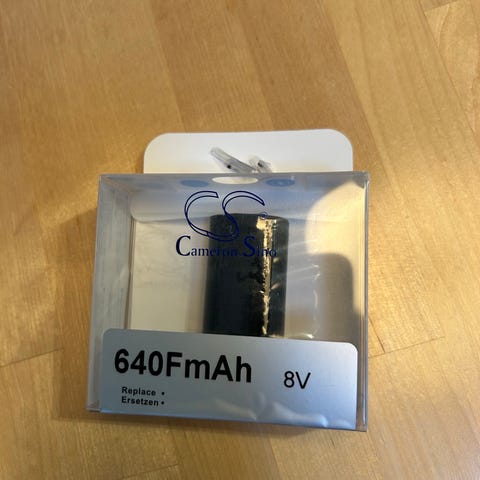 CS
Cameron Sino
640FmAh 8V
Replace •
Ersetzen •